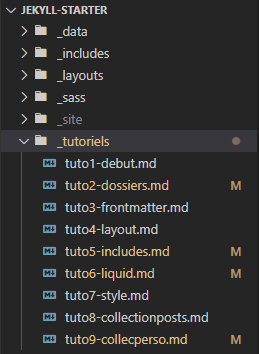 JEKYLL-STARTER
_data
_includes
_layouts
_sass
_site
_tutoriels
tuto1-debut.md
tuto2-dossiers.md M
tuto3-frontmatter.md
tuto4-layout.md
tuto5-includes.md M
tuto6-liquid.md M
tuto7-style.md
tuto8-collectionposts.md
tuto9-collecperso.md M